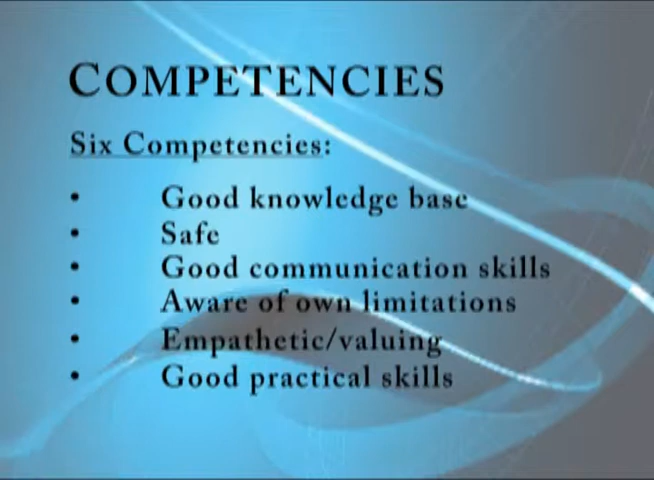 COMPETENCIES
Six Competencies:
• Good knowledge base
• Safe
• Good communication skills
• Aware of own limitations
• Empathetic/valuing
• Good practical skills